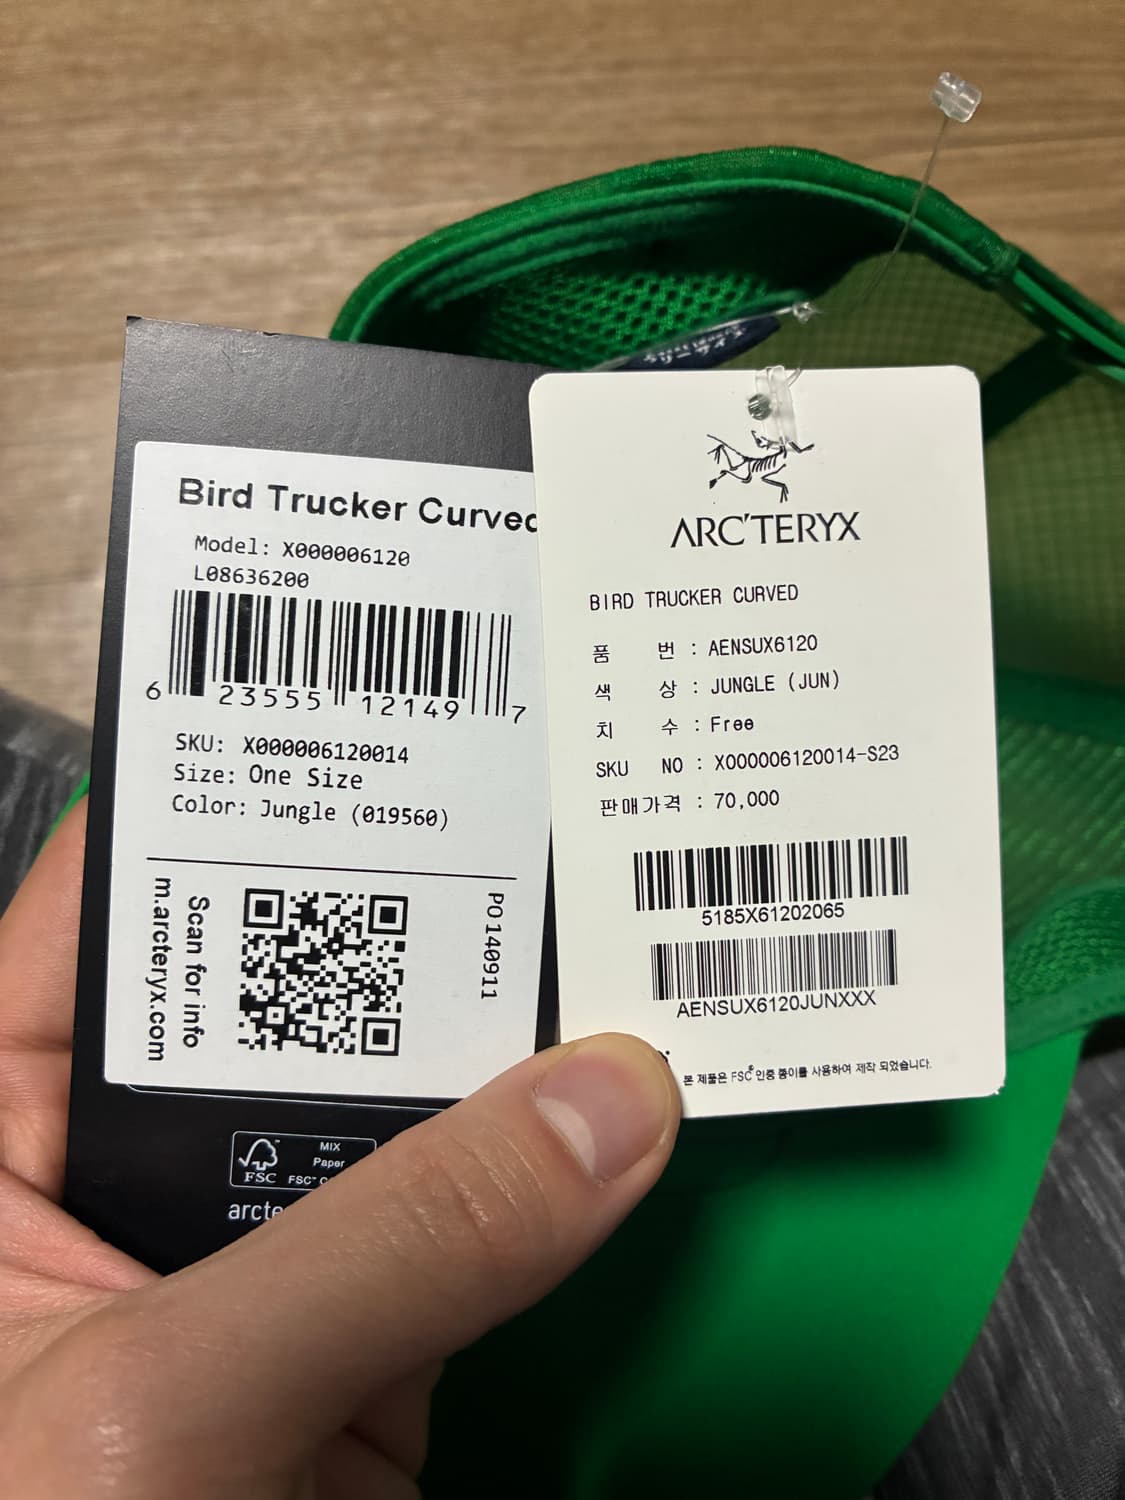 Bird Trucker Curved
Model: X000006120
L08636200
6 23555 12149 7
SKU: X000006120014
Size: One Size
Color: Jungle (019560)
Scan for info
m.arcteryx.com
PO140911
FSC
MIX
Paper
FSC™
ARC'TERYX
BIRD TRUCKER CURVED
품 번 : AENSUX6120
색 상 : JUNGLE (JUN)
치 수 : Free
SKU NO : X000006120014-S23
판매가격 : 70,000
5185X61202065
AENSUX6120JUNXXX
본 제품은 FSC® 인증 종이를 사용하여 제작 되었습니다.